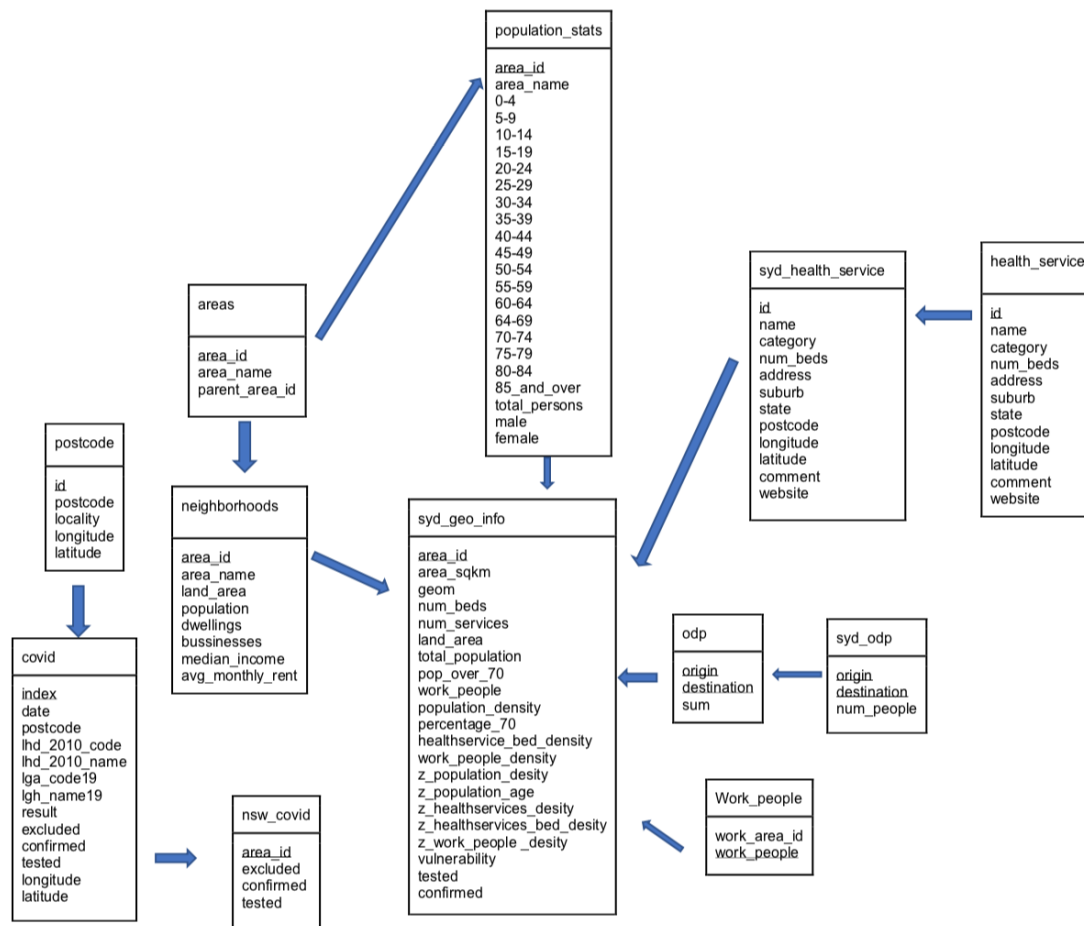 population_stats
area_id
area_name
0-4
5-9
10-14
15-19
20-24
25-29
30-34
35-39
40-44
45-49
50-54
55-59
60-64
64-69
70-74
75-79
80-84
85_and_over
total_persons
male
female
syd_health_service
id
name
category
num_beds
address
suburb
state
postcode
longitude
latitude
comment
website
health_service
id
name
category
num_beds
address
suburb
state
postcode
longitude
latitude
comment
website
areas
area_id
area_name
parent_area_id
postcode
id
postcode
locality
longitude
latitude
neighborhoods
area_id
area_name
land_area
population
dwellings
bussinesses
median_income
avg_monthly_rent
syd_geo_info
area_id
area_sqkm
geom
num_beds
num_services
land_area
total_population
pop_over_70
work_people
population_density
percentage_70
healthservice_bed_density
work_people_density
z_population_desity
z_population_age
z_healthservices_desity
z_healthservices_bed_desity
z_work_people _desity
vulnerability
tested
confirmed
odp
origin
destination
sum
syd_odp
origin
destination
num_people
covid
index
date
postcode
lhd_2010_code
lhd_2010_name
lga_code19
lgh_name19
result
excluded
confirmed
tested
longitude
latitude
nsw_covid
area_id
excluded
confirmed
tested
Work_people
work_area_id
work_people